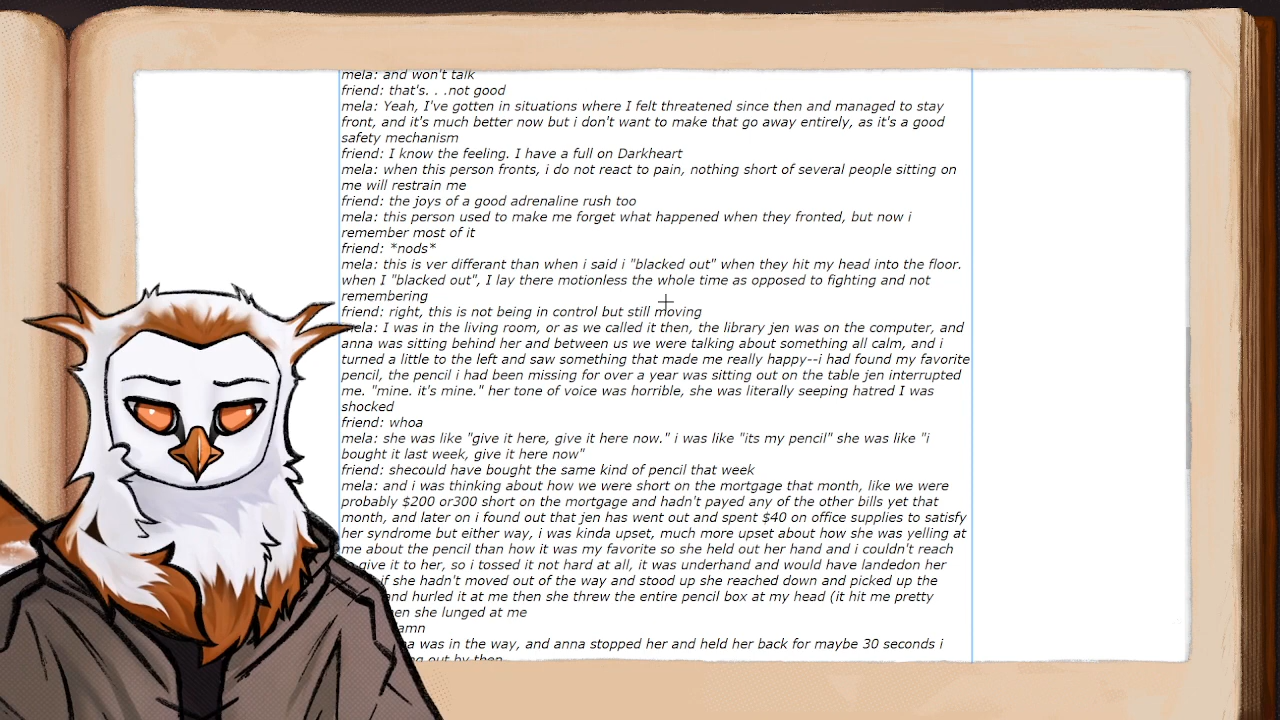 mela: and won't talk
friend: that's. . .not good
mela: Yeah, I've gotten in situations where I felt threatened since then and managed to stay
front, and it's much better now but i don't want to make that go away entirely, as it's a good
safety mechanism
friend: I know the feeling. I have a full on Darkheart
mela: when this person fronts, i do not react to pain, nothing short of several people sitting on
me will restrain me
friend: the joys of a good adrenaline rush too
mela: this person used to make me forget what happened when they fronted, but now i
remember most of it
friend: *nods*
mela: this is ver differant than when i said i "blacked out" when they hit my head into the floor.
when I "blacked out", I lay there motionless the whole time as opposed to fighting and not
remembering
friend: right, this is not being in control but still moving
mela: I was in the living room, or as we called it then, the library jen was on the computer, and
anna was sitting behind her and between us we were talking about something all calm, and i
turned a little to the left and saw something that made me really happy--i had found my favorite
pencil, the pencil i had been missing for over a year was sitting out on the table jen interrupted
me. "mine. it's mine." her tone of voice was horrible, she was literally seeping hatred I was
shocked
friend: whoa
mela: she was like "give it here, give it here now." i was like "its my pencil" she was like "i
bought it last week, give it here now"
friend: shecould have bought the same kind of pencil that week
mela: and i was thinking about how we were short on the mortgage that month, like we were
probably $200 or300 short on the mortgage and hadn't payed any of the other bills yet that
month, and later on i found out that jen has went out and spent $40 on office supplies to satisfy
her syndrome but either way, i was kinda upset, much more upset about how she was yelling at
me about the pencil than how it was my favorite so she held out her hand and i couldn't reach
give it to her, so i tossed it not hard at all, it was underhand and would have landedon her
if she hadn't moved out of the way and stood up she reached down and picked up the
and hurled it at me then she threw the entire pencil box at my head (it hit me pretty
she lunged at me
was in the way, and anna stopped her and held her back for maybe 30 seconds i
out by then